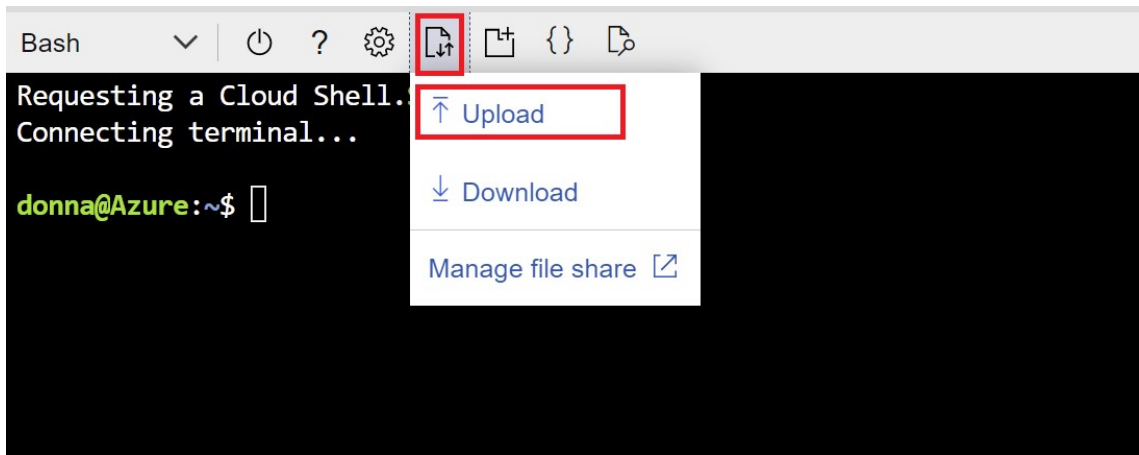 Bash
?
{}
Requesting a Cloud Shell.
Connecting terminal...
donna@Azure:~$
Upload
Download
Manage file share